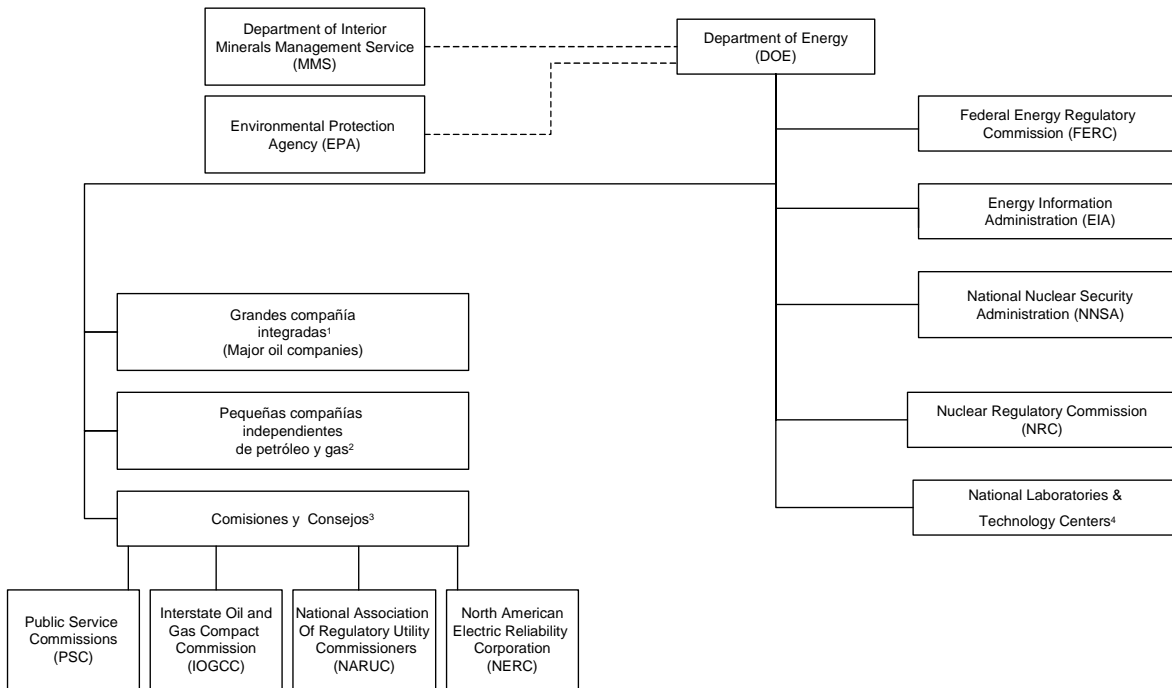 Department of Interior
Minerals Management Service
(MMS)
Department of Energy
(DOE)
Environmental Protection
Agency (EPA)
Federal Energy Regulatory
Commission (FERC)
Energy Information
Administration (EIA)
National Nuclear Security
Administration (NNSA)
Nuclear Regulatory Commission
(NRC)
National Laboratories &
Technology Centers⁴
Grandes compañía
integradas¹
(Major oil companies)
Pequeñas compañías
independientes
de petróleo y gas²
Comisiones y Consejos³
Public Service
Commissions
(PSC)
Interstate Oil and
Gas Compact
Commission
(IOGCC)
National Association
Of Regulatory Utility
Commissioners
(NARUC)
North American
Electric Reliability
Corporation
(NERC)